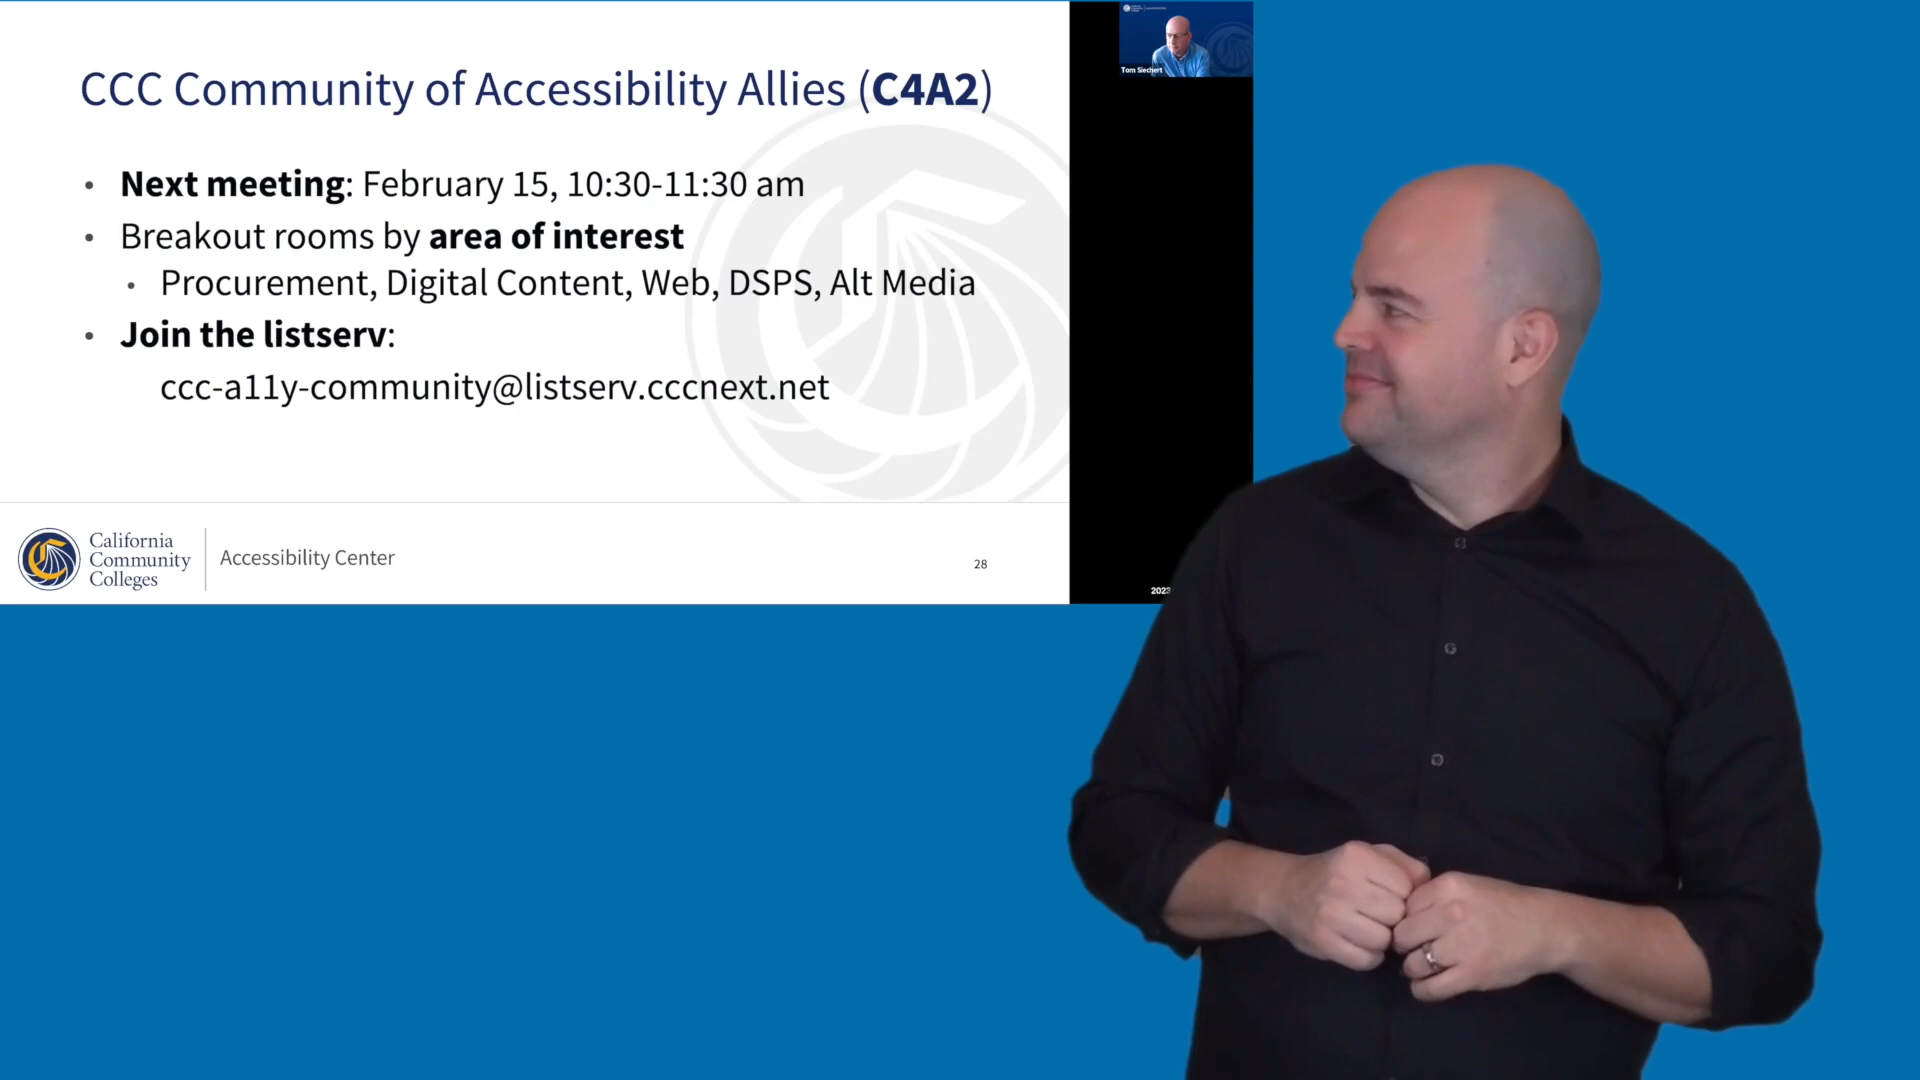 CCC Community of Accessibility Allies (C4A2)
• Next meeting: February 15, 10:30-11:30 am
• Breakout rooms by area of interest
• Procurement, Digital Content, Web, DSPS, Alt Media
• Join the listserv:
ccc-a11y-community@listserv.cccnext.net
California
Community
Colleges
Accessibility Center
28
Tom Siechert
2023